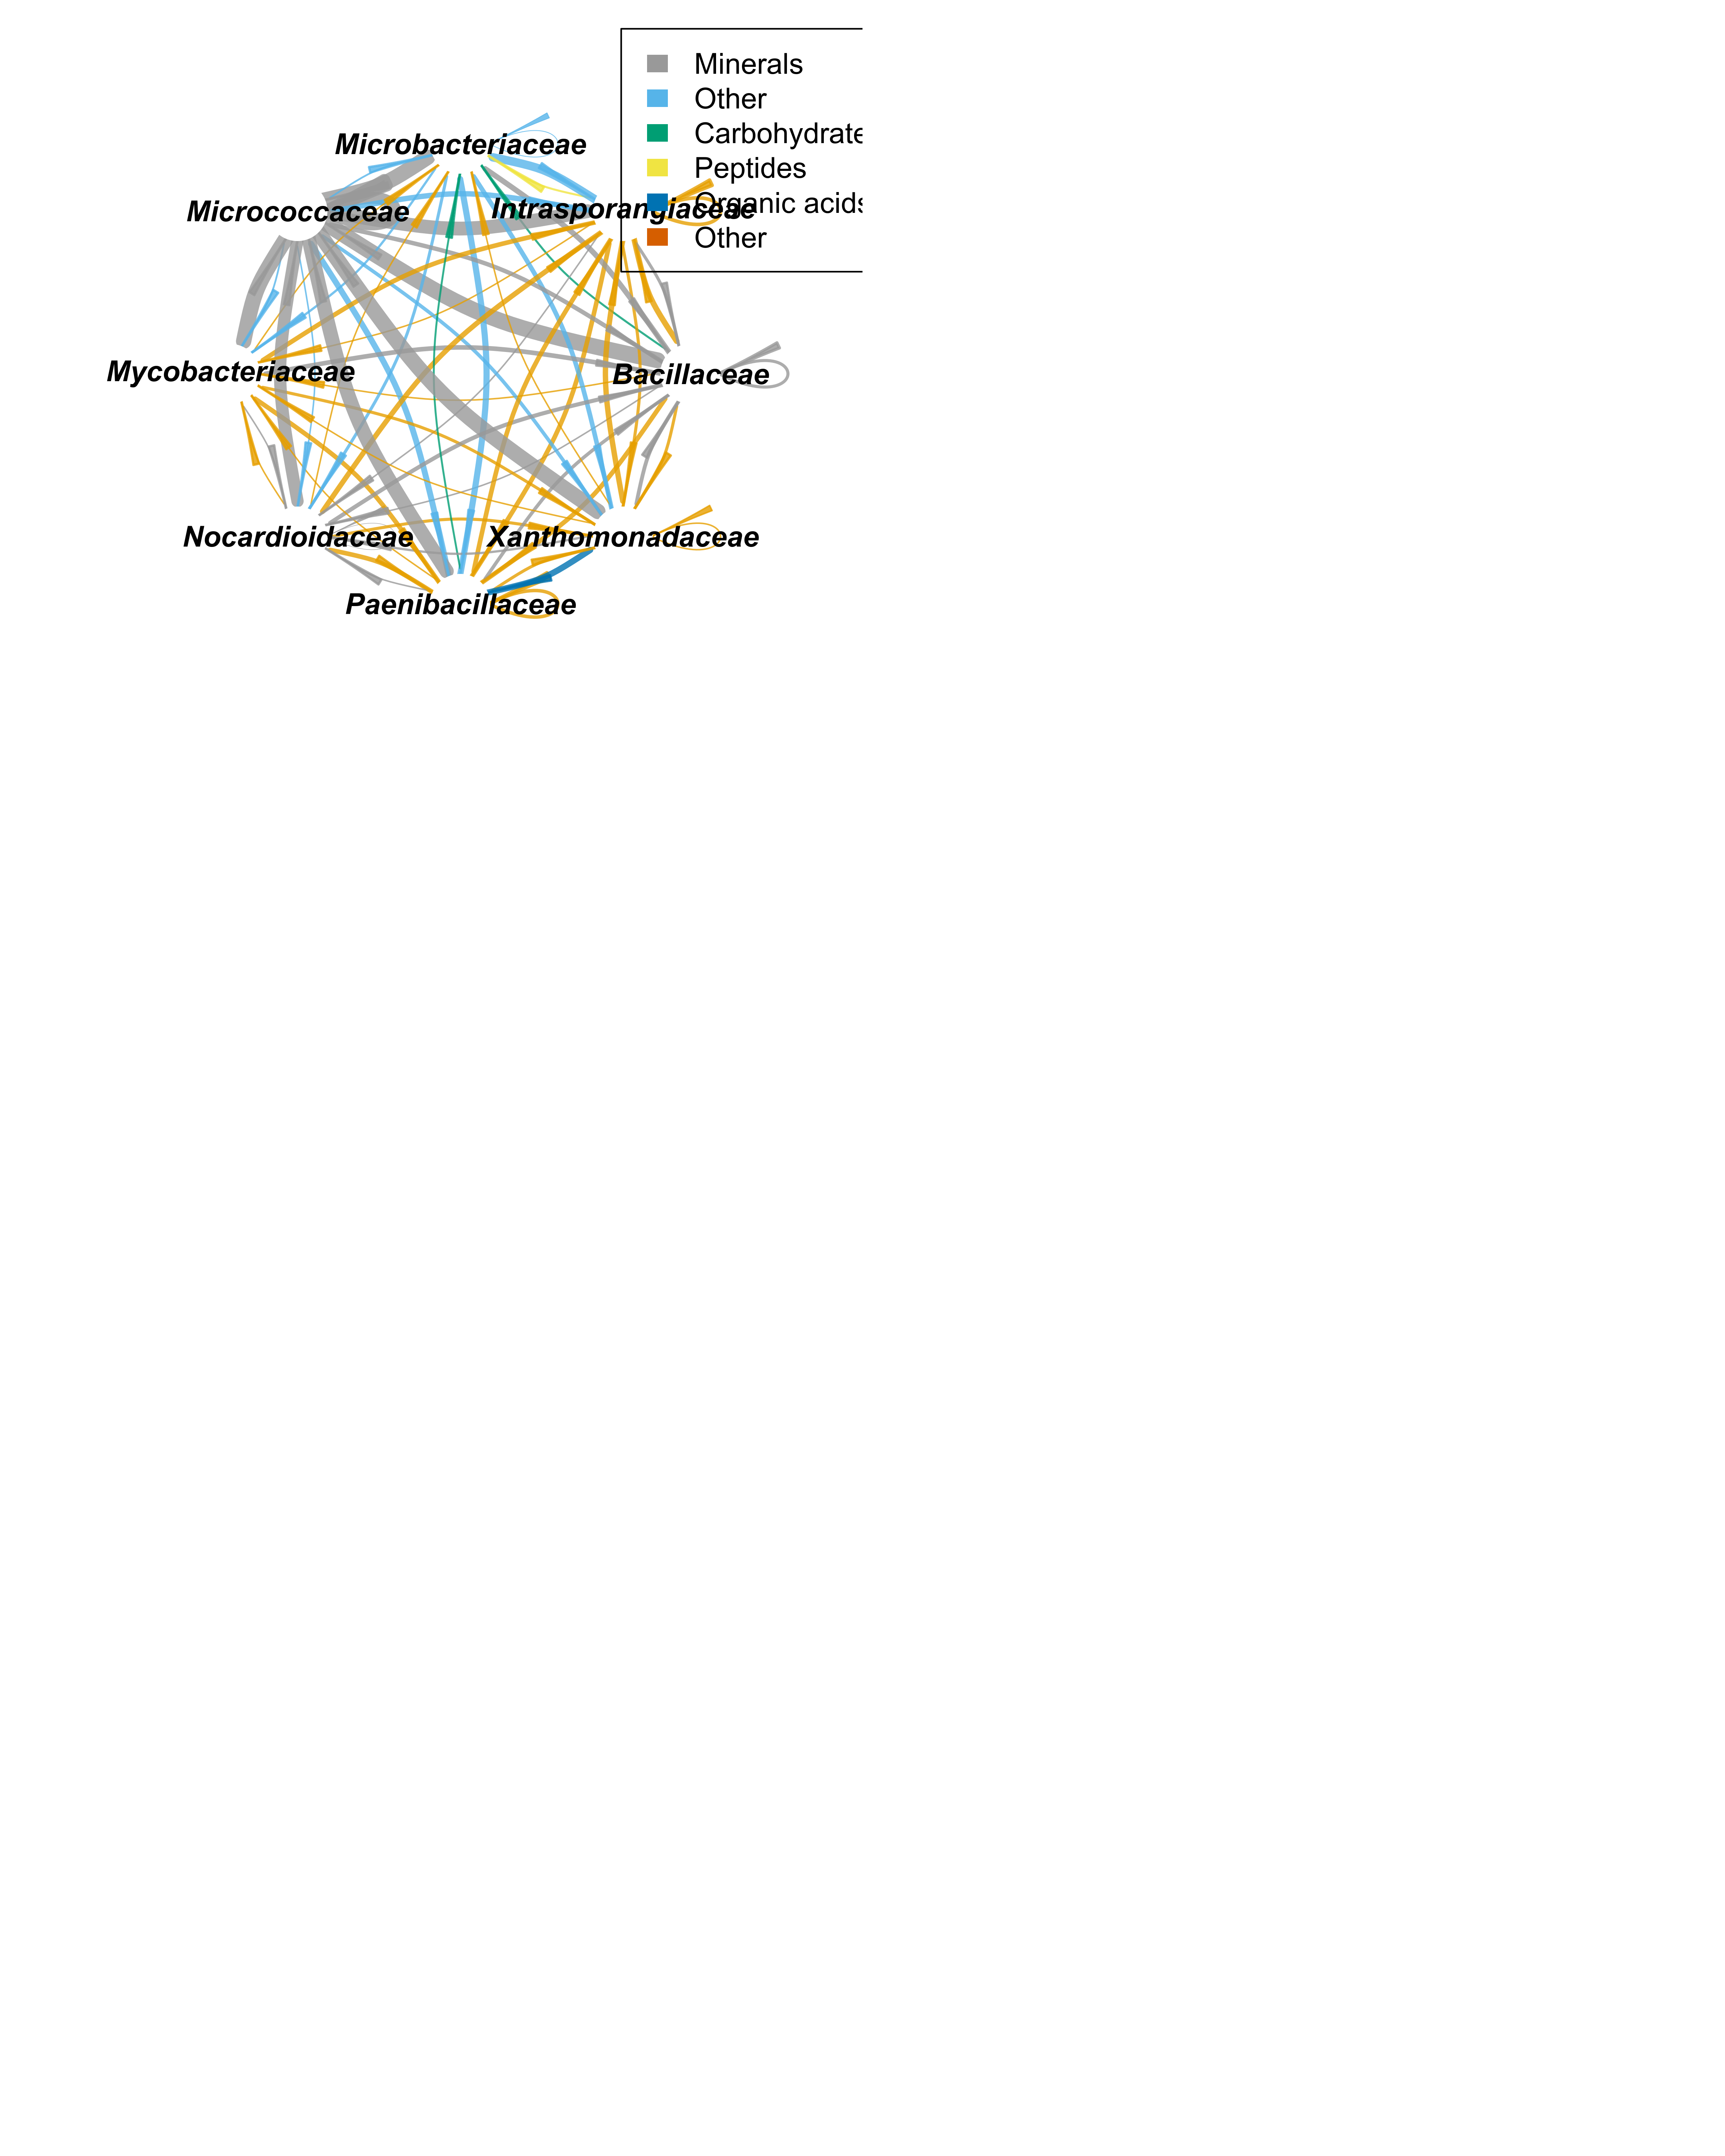 Minerals
Other
Carbohydrate
Peptides
Organic acids
Other
Microbacteriaceae
Micrococcaceae
Intrasporangiaceae
Mycobacteriaceae
Bacillaceae
Nocardioidaceae
Xanthomonadaceae
Paenibacillaceae